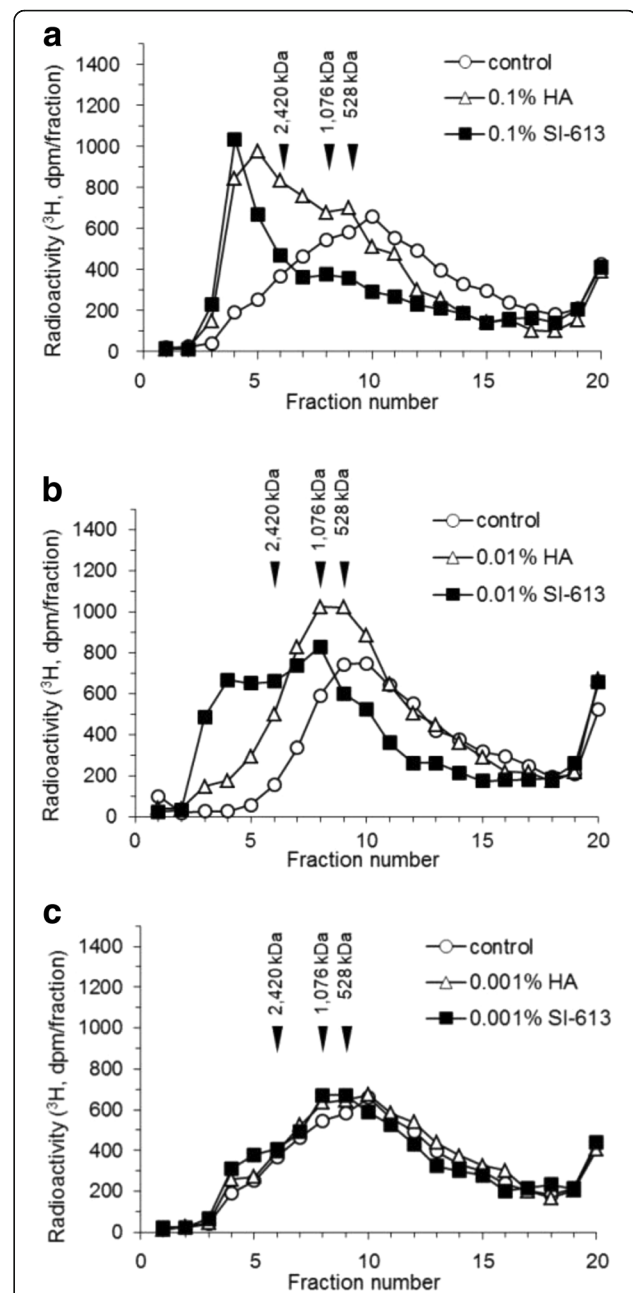 a
1400
1200
1000
800
600
400
200
0
Radioactivity (³H, dpm/fraction)
2,420 kDa
1,076 kDa
528 kDa
control
0.1% HA
0.1% SI-613
0 5 10 15 20
Fraction number
b
1400
1200
1000
800
600
400
200
0
Radioactivity (³H, dpm/fraction)
2,420 kDa
1,076 kDa
528 kDa
control
0.01% HA
0.01% SI-613
0 5 10 15 20
Fraction number
c
1400
1200
1000
800
600
400
200
0
Radioactivity (³H, dpm/fraction)
2,420 kDa
1,076 kDa
528 kDa
control
0.001% HA
0.001% SI-613
0 5 10 15 20
Fraction number